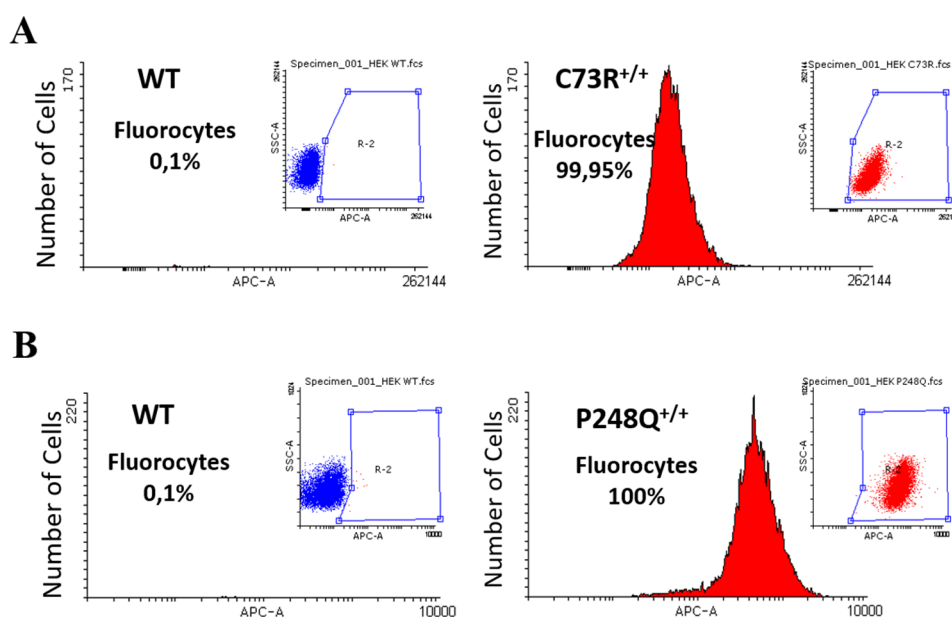 A
Number of Cells
170
WT
Fluorocytes
0,1%
Specimen_001_HEK WT.fcs
262144
SSC-A
R-2
APC-A
262144
APC-A
262144
Number of Cells
170
C73R+/+
Fluorocytes
99,95%
Specimen_001_HEK C73R.fcs
262144
SSC-A
R-2
APC-A
2621
APC-A
262144
B
Number of Cells
220
WT
Fluorocytes
0,1%
Specimen_001_HEK WT.fcs
SSC-A
R-2
APC-A
10000
APC-A
10000
Number of Cells
220
P248Q+/+
Fluorocytes
100%
Specimen_001_HEK P248Q.fcs
SSC-A
R-2
APC-A
10000
APC-A
10000